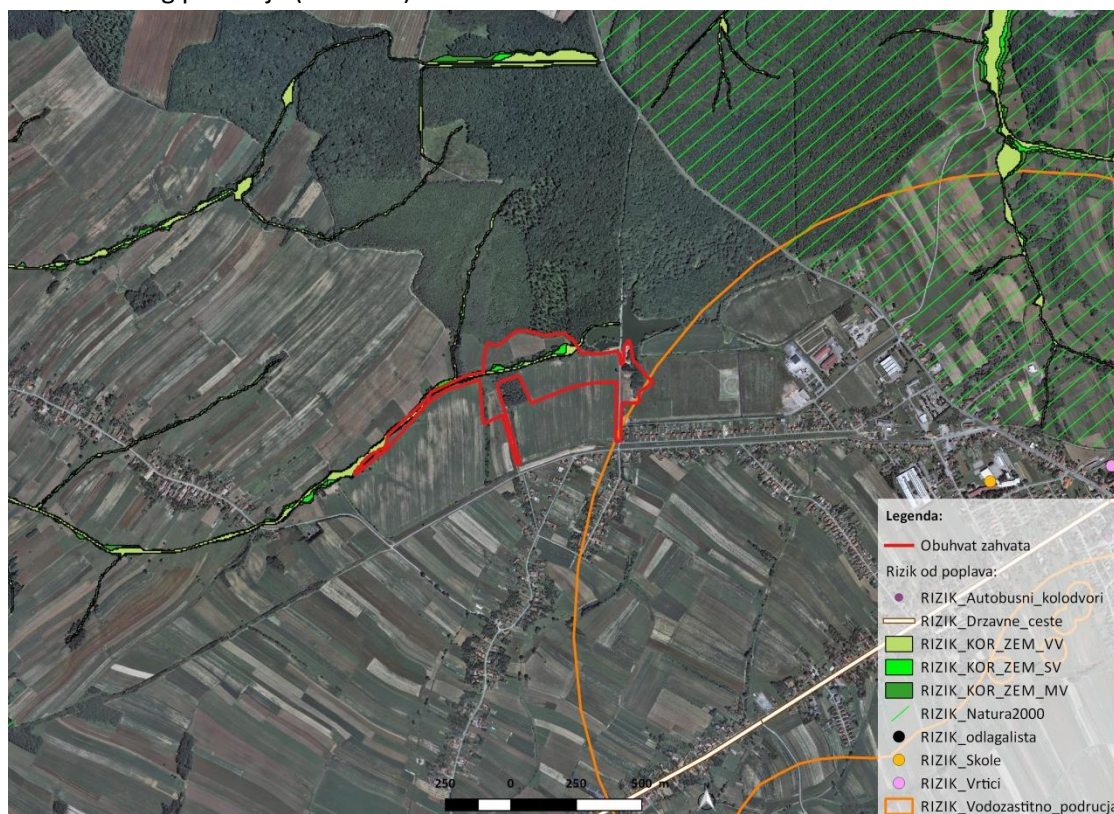 250 0 250 500 m
Legenda:
Obuhvat zahvata
Rizik od poplava:
RIZIK_Autobusni_kolodvori
RIZIK_Drzavne_ceste
RIZIK_KOR_ZEM_VV
RIZIK_KOR_ZEM_SV
RIZIK_KOR_ZEM_MV
RIZIK_Natura2000
RIZIK_odlagalista
RIZIK_Skole
RIZIK_Vrtici
RIZIK_Vodozastitno_podrucja